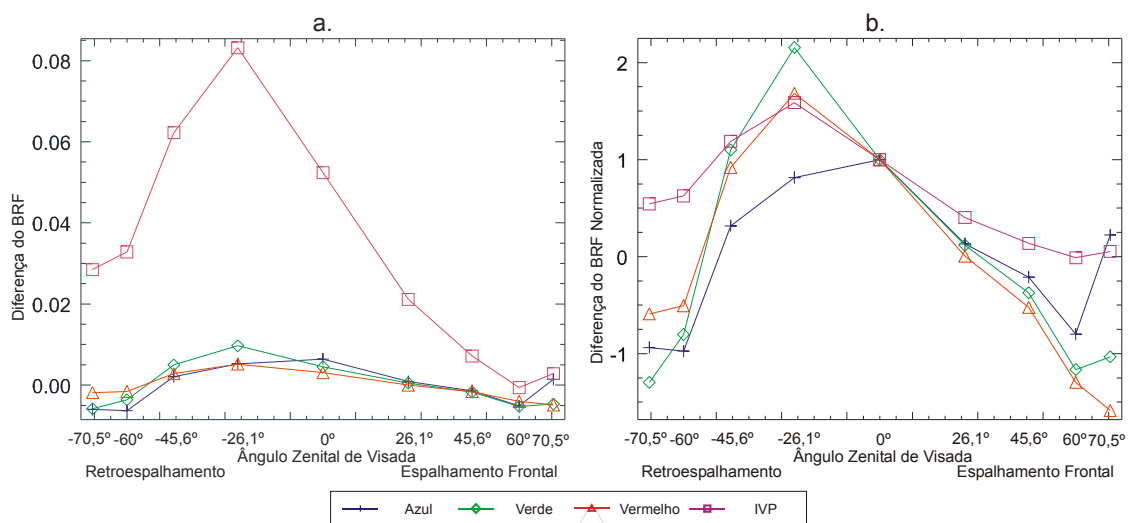 a.
Diferença do BRF
0.08
0.06
0.04
0.02
0.00
-70,5º -60º -45,6º -26,1º 0º 26,1º 45,6º 60º 70,5º
Retroespalhamento Ângulo Zenital de Visada Espalhamento Frontal
b.
Diferença do BRF Normalizada
2
1
0
-1
-70,5º -60º -45,6º -26,1º 0º 26,1º 45,6º 60º 70,5º
Retroespalhamento Ângulo Zenital de Visada Espalhamento Frontal
Azul Verde Vermelho IVP